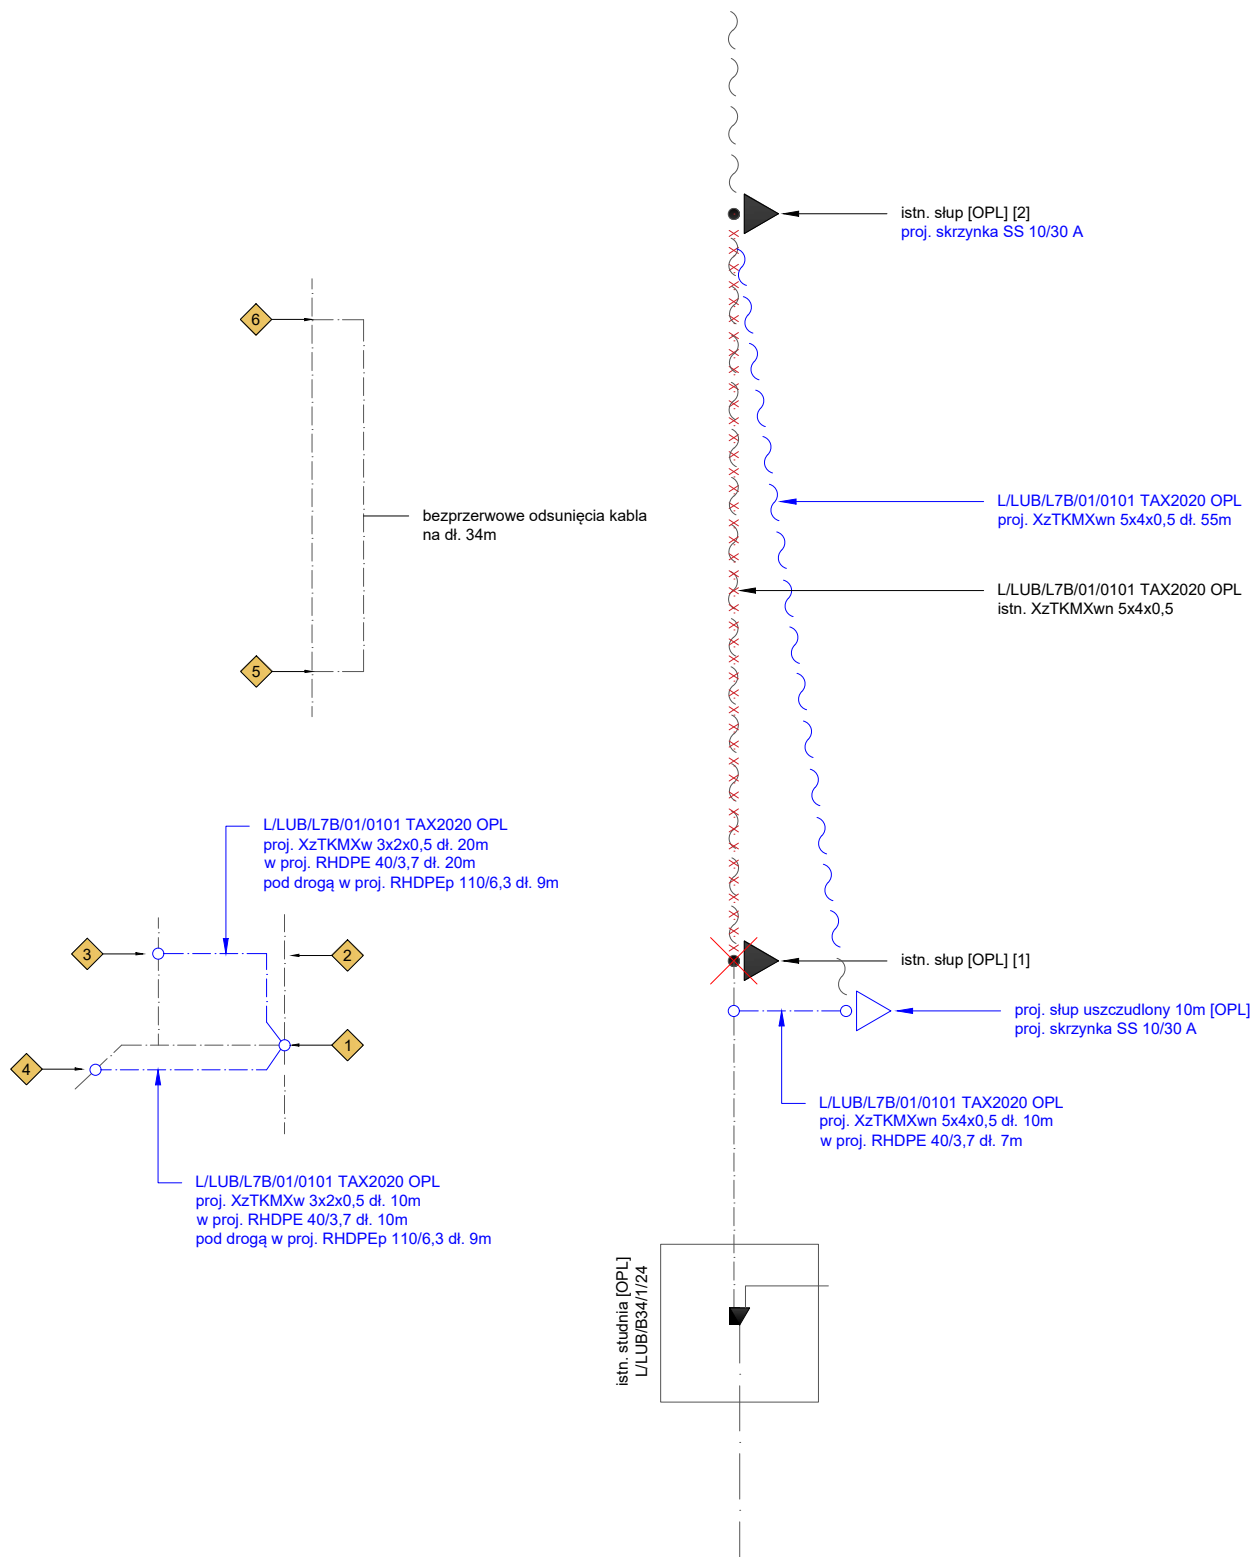 istn. słup [OPL] [2]
proj. skrzynka SS 10/30 A
6
bezprzerwowe odsunięcia kabla
na dł. 34m
L/LUB/L7B/01/0101 TAX2020 OPL
proj. XzTKMXwn 5x4x0,5 dł. 55m
L/LUB/L7B/01/0101 TAX2020 OPL
istn. XzTKMXwn 5x4x0,5
5
L/LUB/L7B/01/0101 TAX2020 OPL
proj. XzTKMXw 3x2x0,5 dł. 20m
w proj. RHDPE 40/3,7 dł. 20m
pod drogą w proj. RHDPEp 110/6,3 dł. 9m
3
2
istn. słup [OPL] [1]
proj. słup uszczudlony 10m [OPL]
proj. skrzynka SS 10/30 A
1
4
L/LUB/L7B/01/0101 TAX2020 OPL
proj. XzTKMXwn 5x4x0,5 dł. 10m
w proj. RHDPE 40/3,7 dł. 7m
L/LUB/L7B/01/0101 TAX2020 OPL
proj. XzTKMXw 3x2x0,5 dł. 10m
w proj. RHDPE 40/3,7 dł. 10m
pod drogą w proj. RHDPEp 110/6,3 dł. 9m
istn. studnia [OPL]
L/LUB/B34/1/24